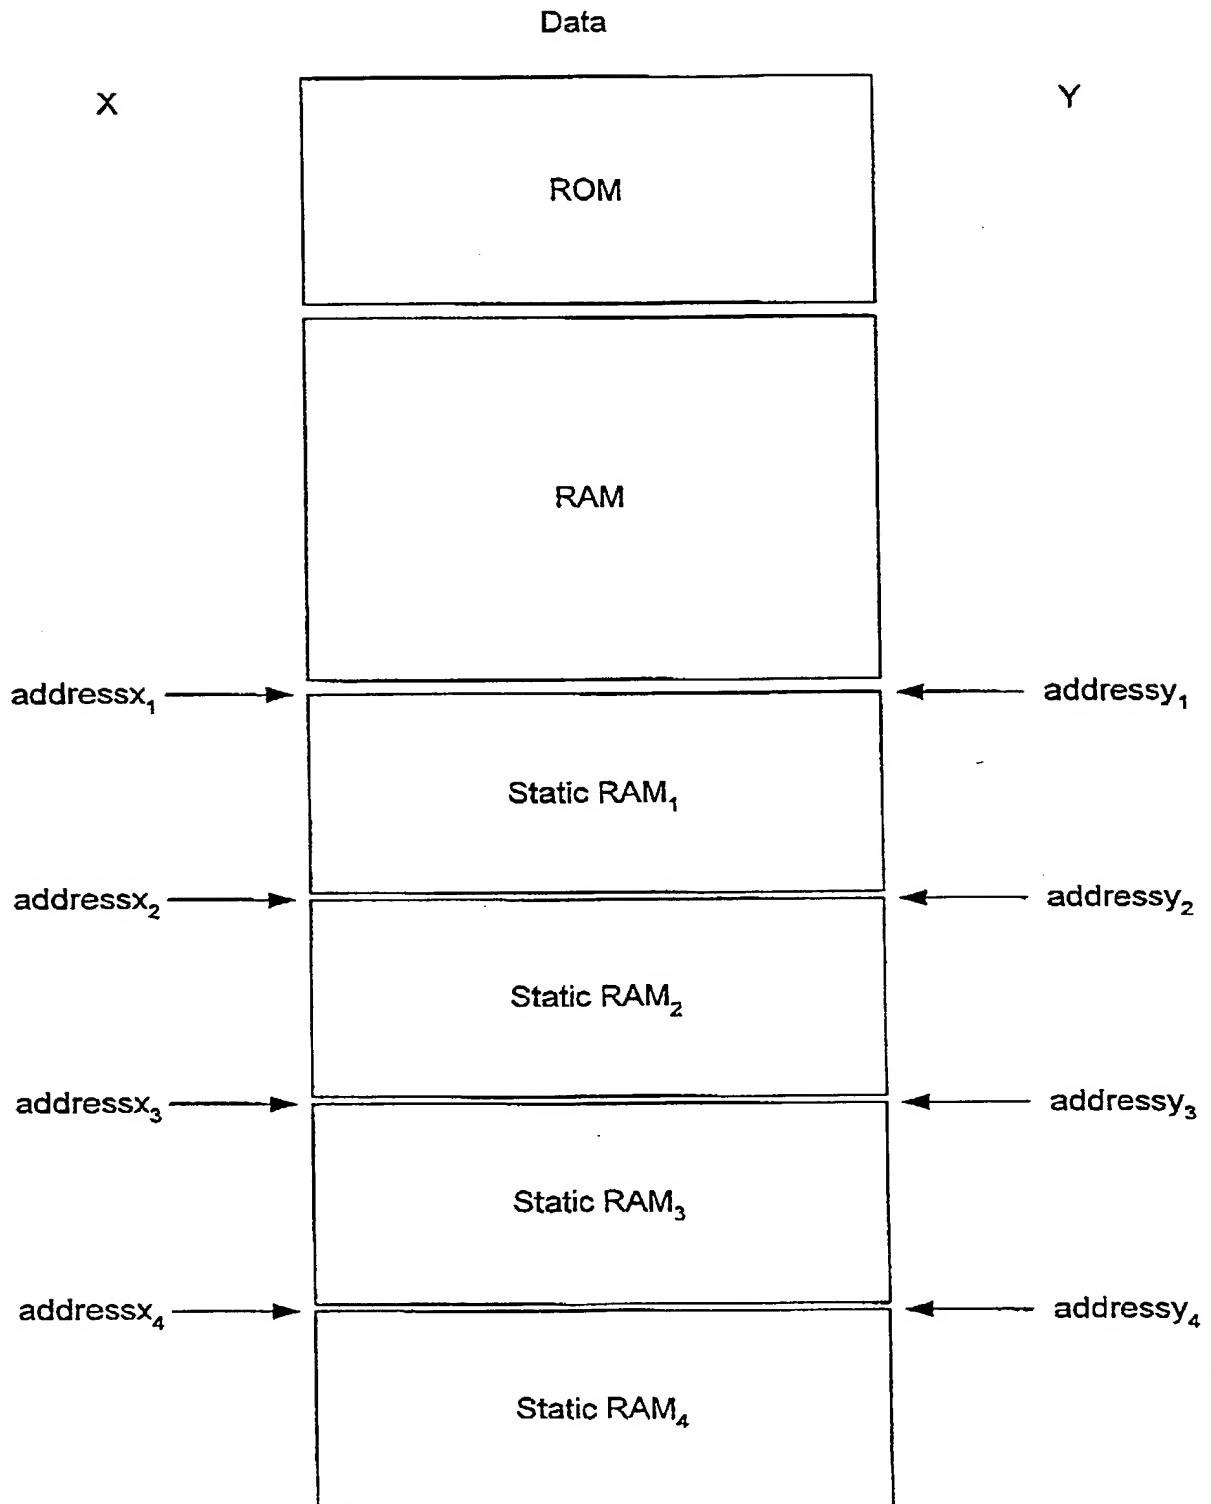 Data
X
Y
ROM
RAM
addressx₁
addressy₁
Static RAM₁
addressx₂
addressy₂
Static RAM₂
addressx₃
addressy₃
Static RAM₃
addressx₄
addressy₄
Static RAM₄